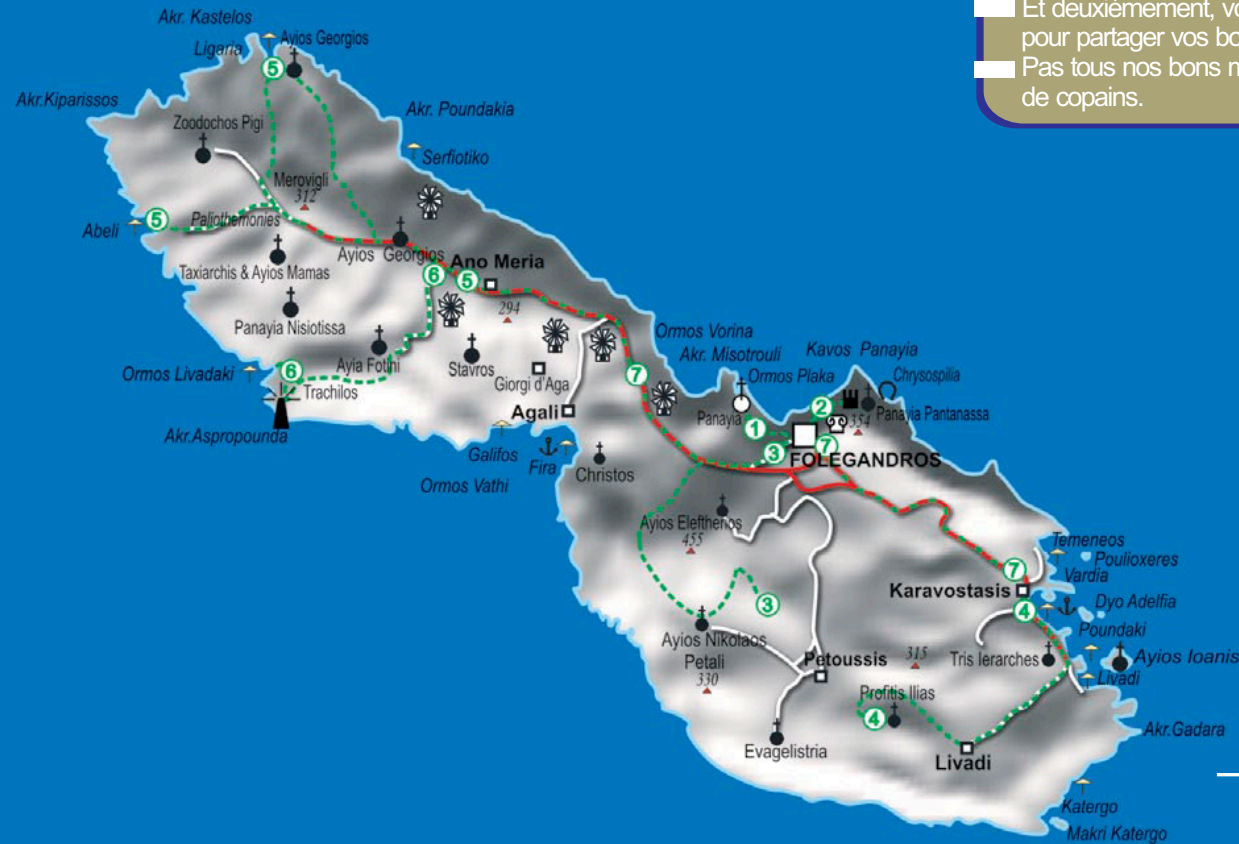 Et deuxièmement, vo
pour partager vos bo
Pas tous nos bons m
de copains.
Akr. Kastelos
Ligaria
Ayios Georgios
5
Akr.Kiparissos
Zoodochos Pigi
Akr. Poundakia
Serfiotiko
Merovigli
312
Abeli
5
Paliothemonies
Ayios Georgios
Taxiarchis & Ayios Mamas
6
5
Ano Meria
294
Panayia Nisiotissa
Ayia Fotini
Stavros
Giorgi d'Aga
Ormos Livadaki
6
Trachilos
Akr.Aspropounda
Agali
Galifos
Fira
Ormos Vathi
Christos
Ormos Vorina
Akr. Misotrouli
Kavos Panayia
Ormos Plaka
Chrysospilia
7
Panayia
1
2
Panayia Pantanassa
354
3
7
FOLEGANDROS
Ayios Eleftherios
455
Temeneos
Poulioxeres
7
Vardia
Karavostasis
4
Dyo Adelfia
Poundaki
3
Ayios Nikolaos
Petali
330
Petoussis
315
Tris Ierarches
Ayios Ioanis
Livadi
Profitis Ilias
4
Evagelistria
Livadi
Akr.Gadara
Katergo
Makri Katergo